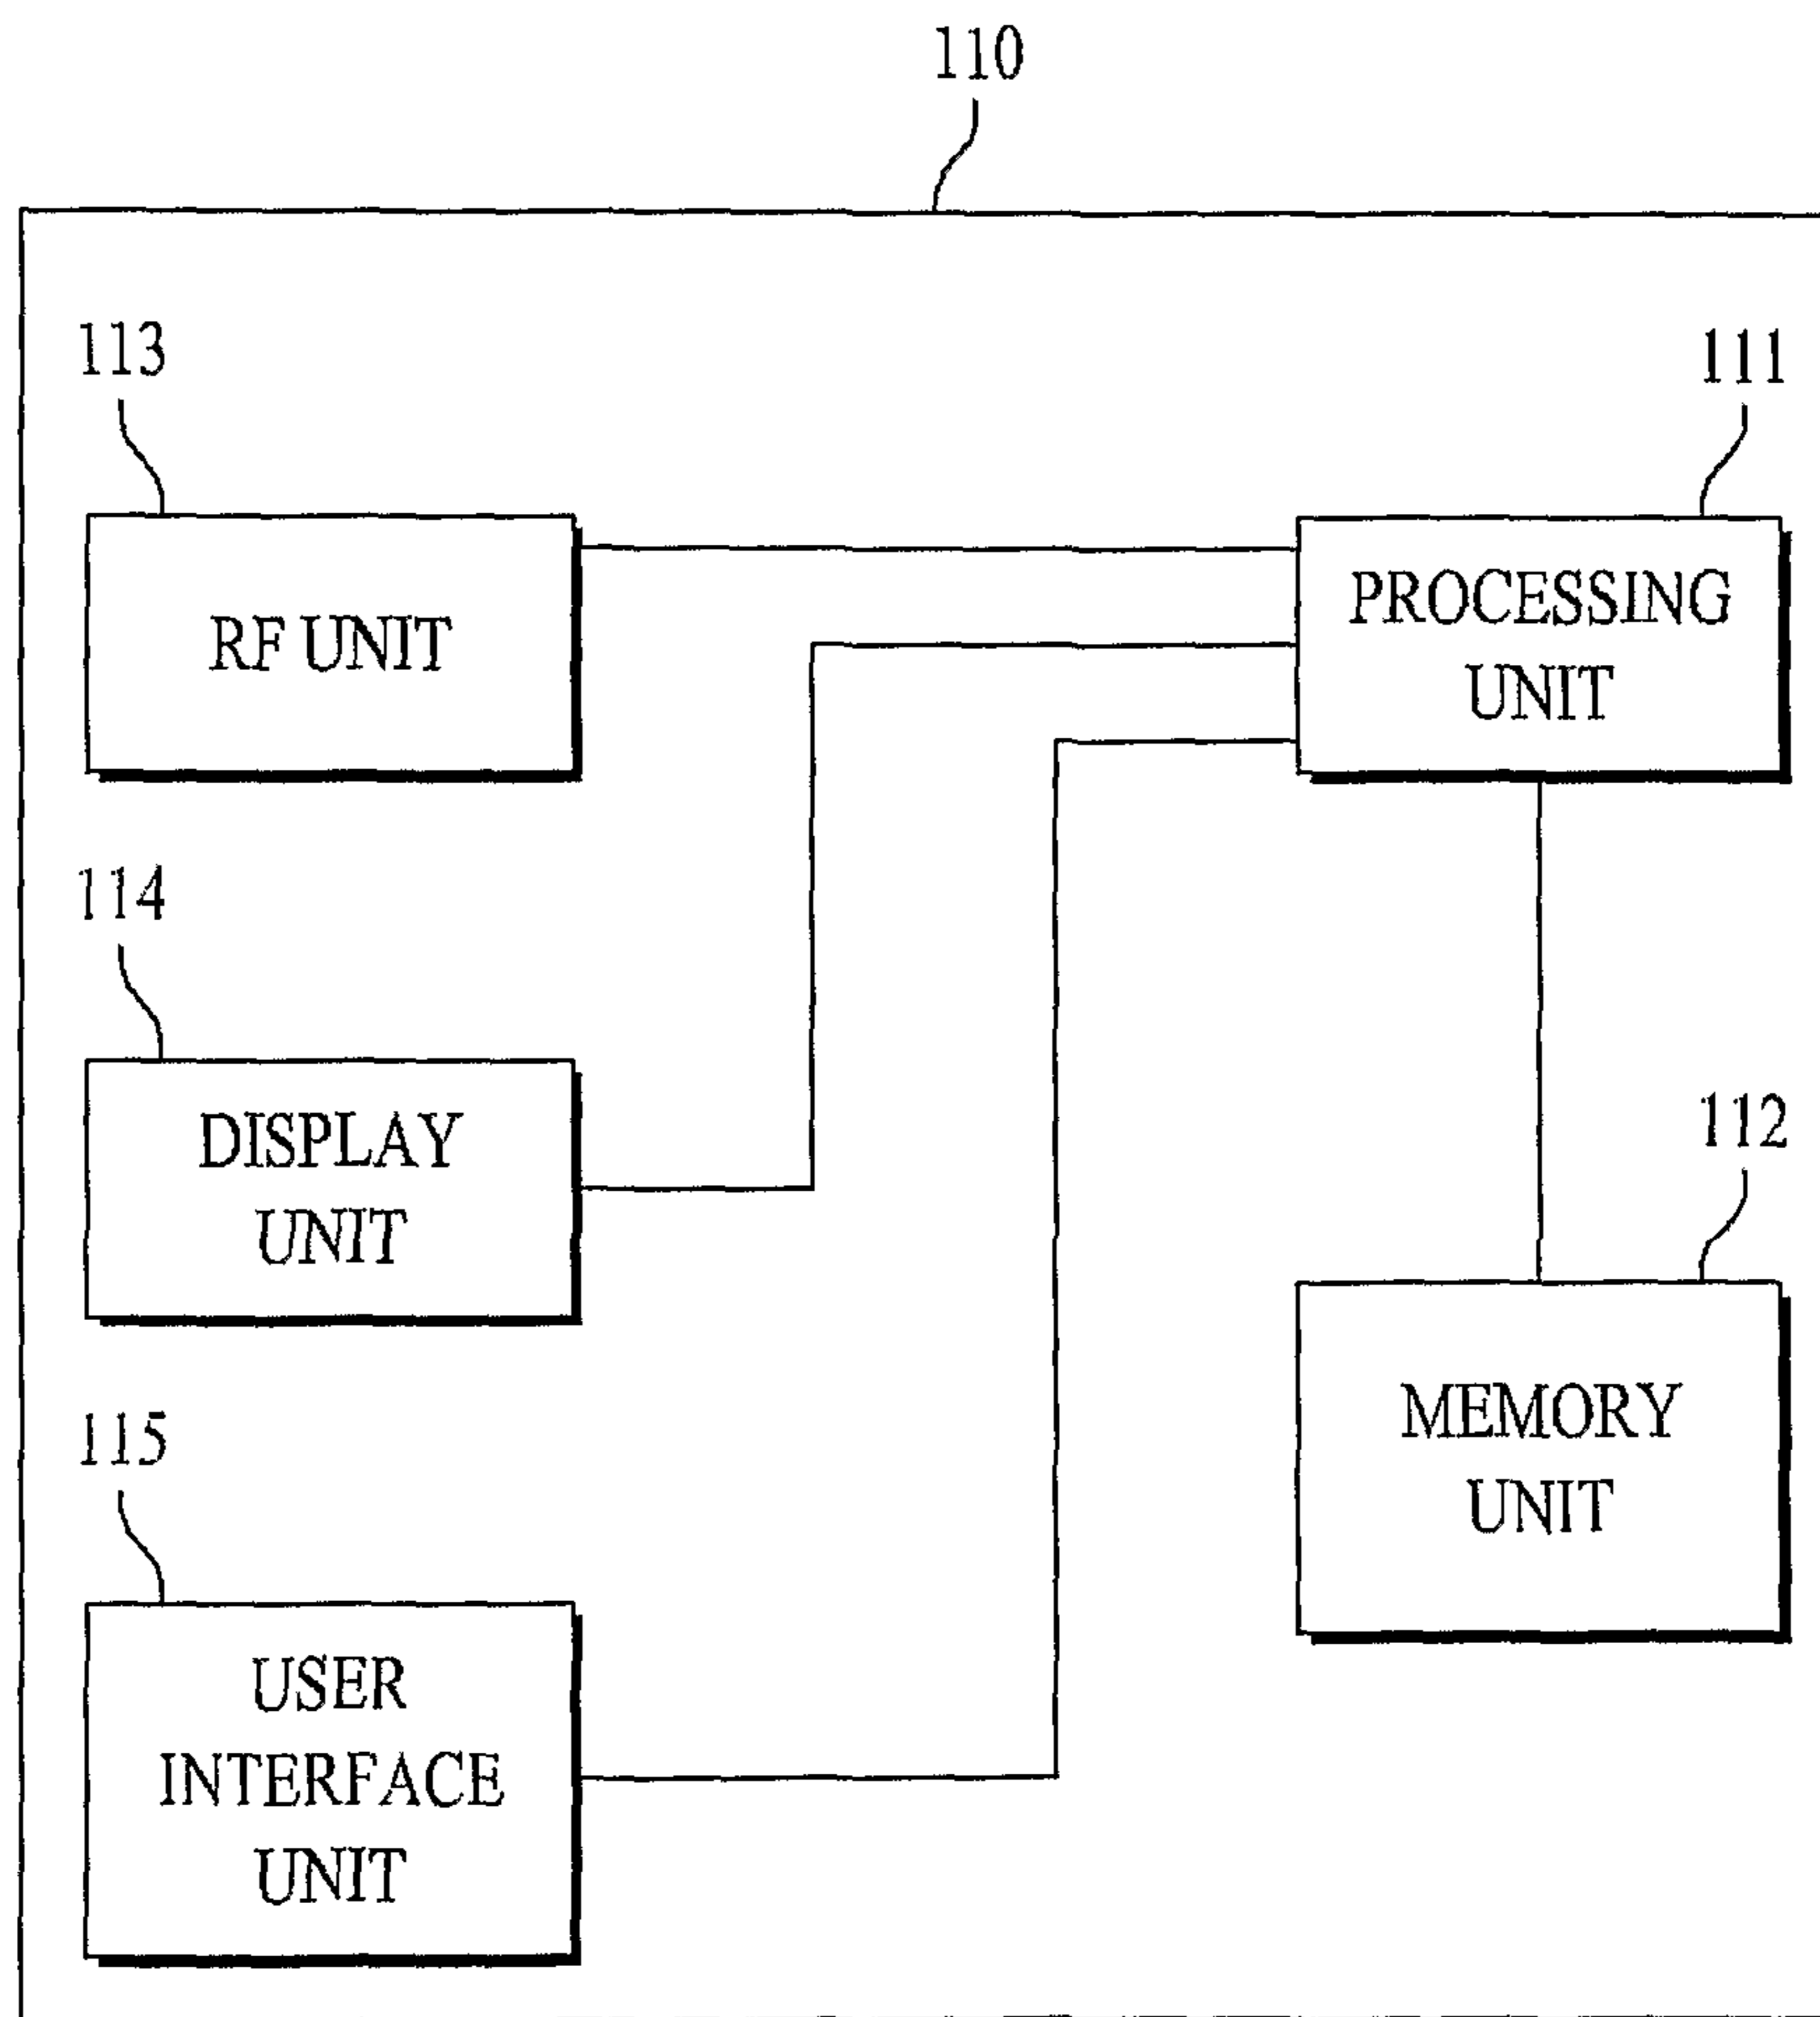 110
113
111
RF UNIT
PROCESSING
UNIT
114
DISPLAY
UNIT
112
MEMORY
UNIT
115
USER
INTERFACE
UNIT